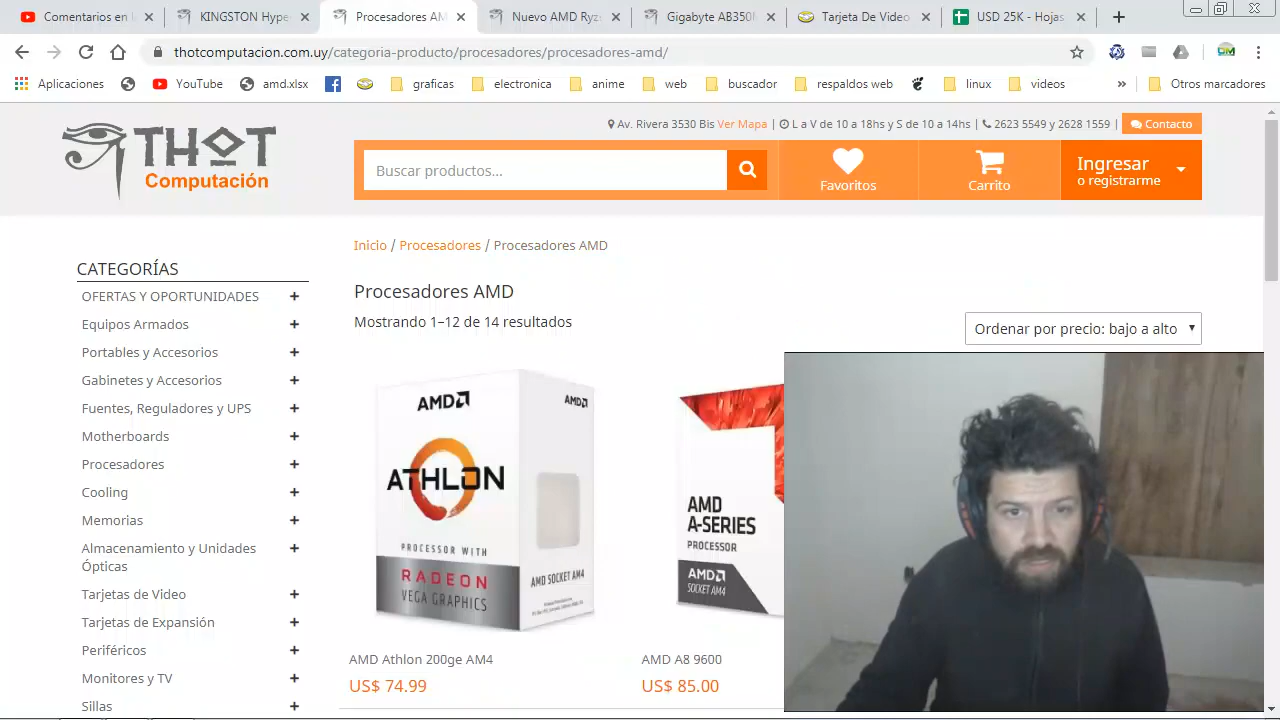 Comentarios en l
KINGSTON Hype
Procesadores AM
Nuevo AMD Ryz
Gigabyte AB350
Tarjeta De Video
USD 25K - Hojas
thotcomputacion.com.uy/categoria-producto/procesadores/procesadores-amd/
Aplicaciones
YouTube
amd.xlsx
graficas
electronica
anime
web
buscador
respaldos web
linux
videos
»
Otros marcadores
THOT
Computación
Av. Rivera 3530 Bis Ver Mapa | L a V de 10 a 18hs y S de 10 a 14hs | 2623 5549 y 2628 1559 | Contacto
Buscar productos...
Favoritos
Carrito
Ingresar
o registrarme
Inicio / Procesadores / Procesadores AMD
CATEGORÍAS
OFERTAS Y OPORTUNIDADES +
Equipos Armados +
Portables y Accesorios +
Gabinetes y Accesorios +
Fuentes, Reguladores y UPS +
Motherboards +
Procesadores +
Cooling +
Memorias +
Almacenamiento y Unidades +
Ópticas
Tarjetas de Video +
Tarjetas de Expansión +
Periféricos +
Monitores y TV +
Sillas +
Procesadores AMD
Mostrando 1–12 de 14 resultados
Ordenar por precio: bajo a alto
AMD
AMD
ATHLON
PROCESSOR WITH
RADEON
VEGA GRAPHICS
AMD SOCKET AM4
AMD
A-SERIES
PROCESSOR
AMD
SOCKET AM4
AMD Athlon 200ge AM4
US$ 74.99
AMD A8 9600
US$ 85.00